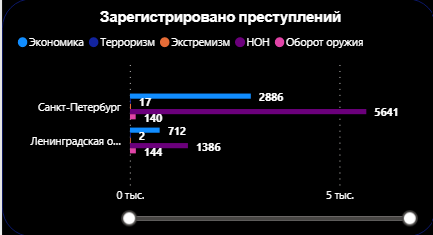 Зарегистрировано преступлений
Экономика Терроризм Экстремизм НОН Оборот оружия
Санкт-Петербург
2886
17
5641
140
Ленинградская о...
712
2
1386
144
0 тыс. 5 тыс.